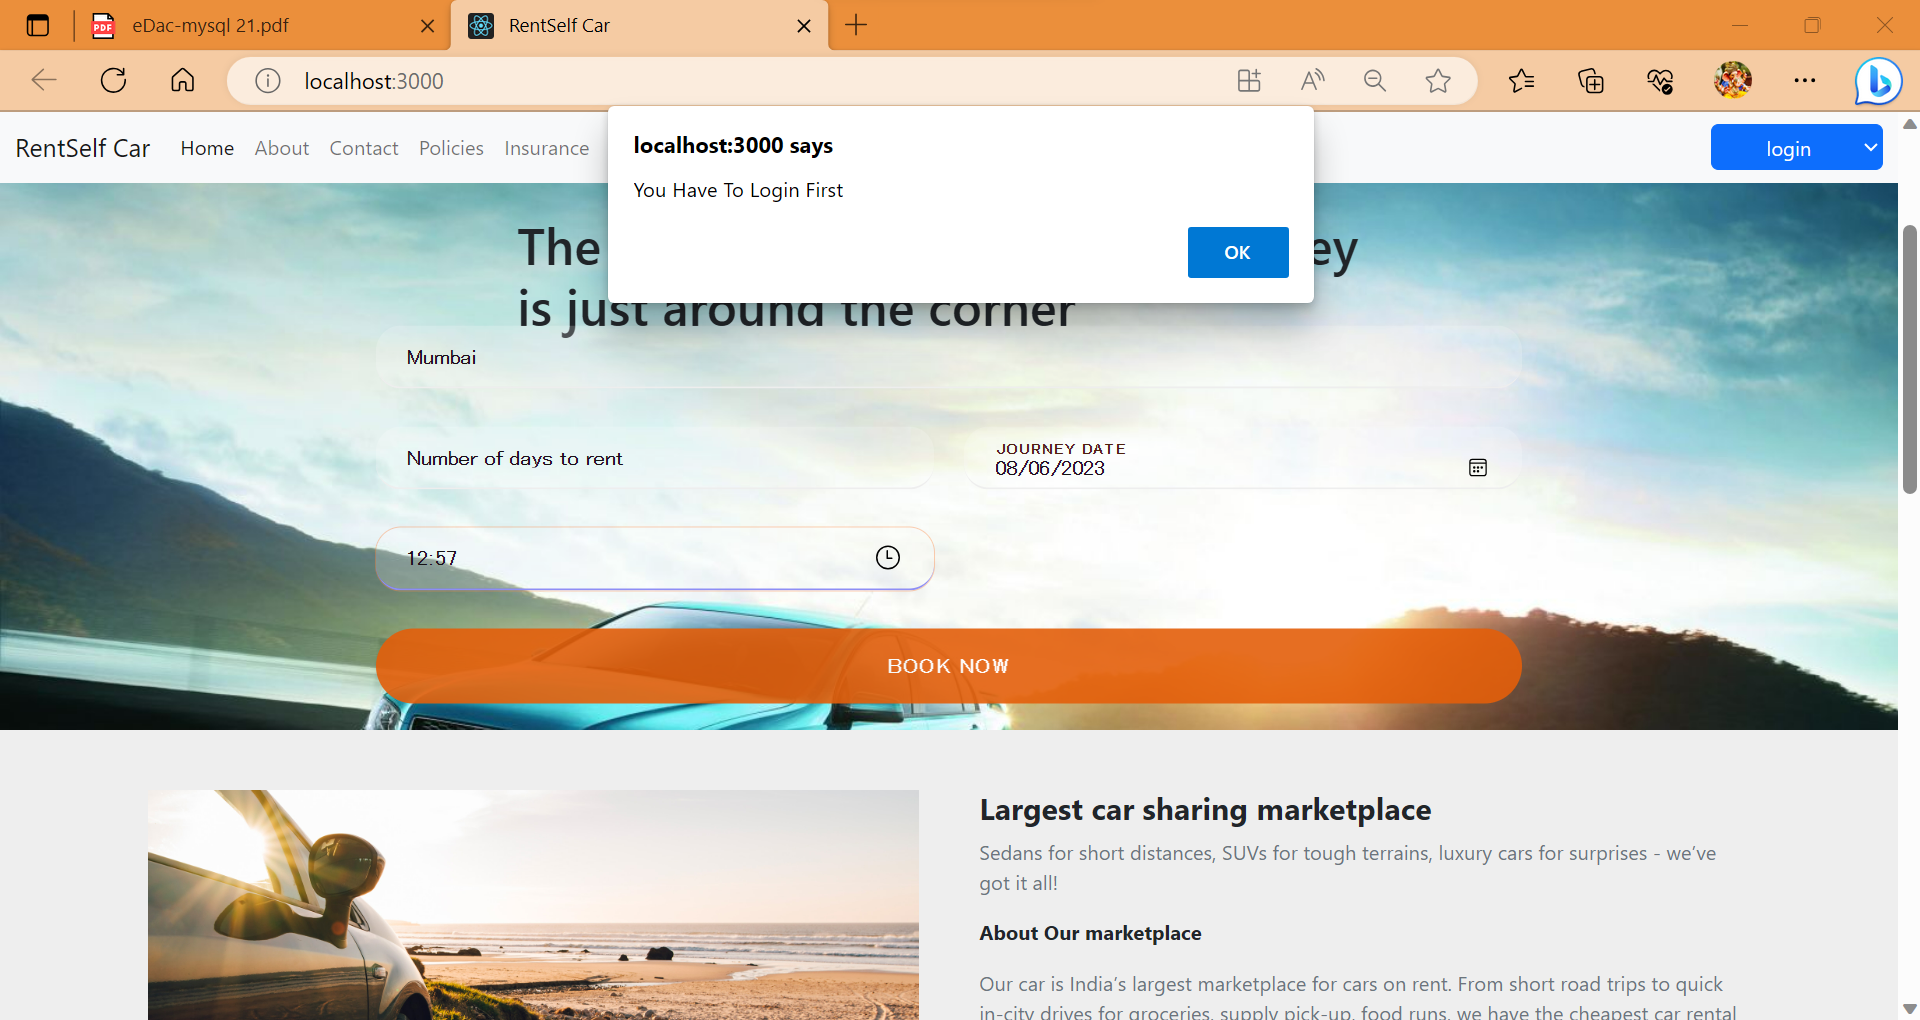 eDac-mysql 21.pdf
RentSelf Car
localhost:3000
RentSelf Car Home About Contact Policies Insurance
login
localhost:3000 says
You Have To Login First
OK
The
ey
is just around the corner
Mumbai
Number of days to rent
JOURNEY DATE
08/06/2023
12:57
BOOK NOW
Largest car sharing marketplace
Sedans for short distances, SUVs for tough terrains, luxury cars for surprises - we’ve
got it all!
About Our marketplace
Our car is India’s largest marketplace for cars on rent. From short road trips to quick
in-city drives for groceries, supply pick-up, food runs, we have the cheapest car rental